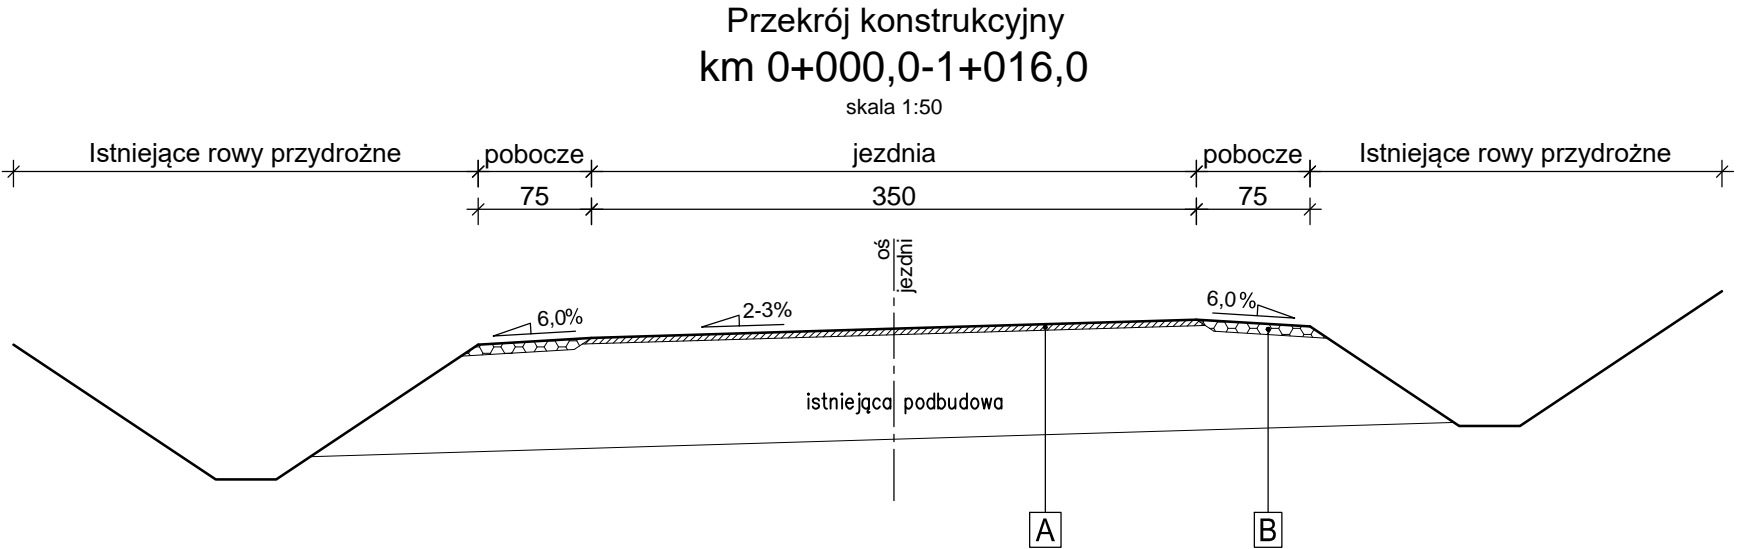 Przekrój konstrukcyjny
km 0+000,0-1+016,0
skala 1:50
Istniejące rowy przydrożne
pobocze
jezdnia
pobocze
Istniejące rowy przydrożne
75
350
75
oś
jezdni
6,0%
2-3%
6,0%
istniejąca podbudowa
A
B